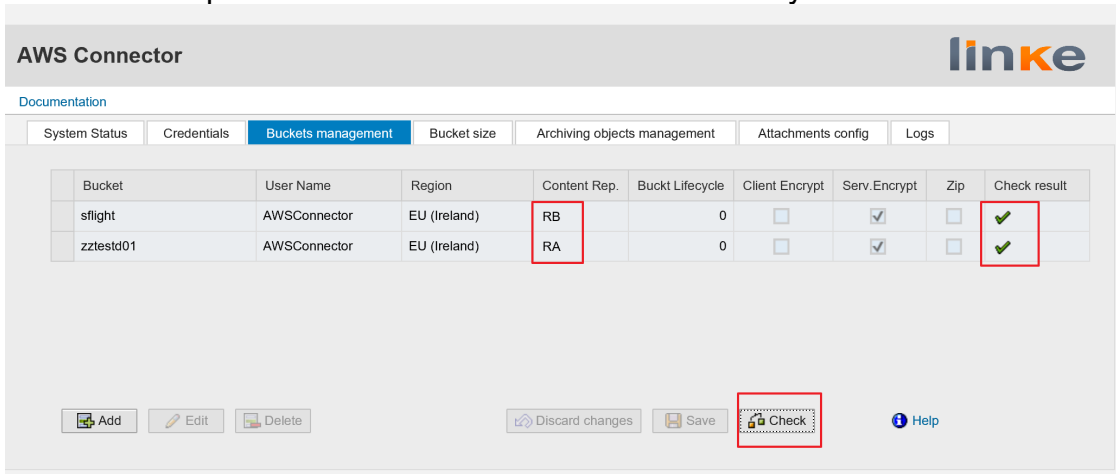 AWS Connector
linke
Documentation
System Status Credentials Buckets management Bucket size Archiving objects management Attachments config Logs
Bucket User Name Region Content Rep. Buckt Lifecycle Client Encrypt Serv.Encrypt Zip Check result
sflight AWSConnector EU (Ireland) RB 0
zztestd01 AWSConnector EU (Ireland) RA 0
Add Edit Delete Discard changes Save Check Help